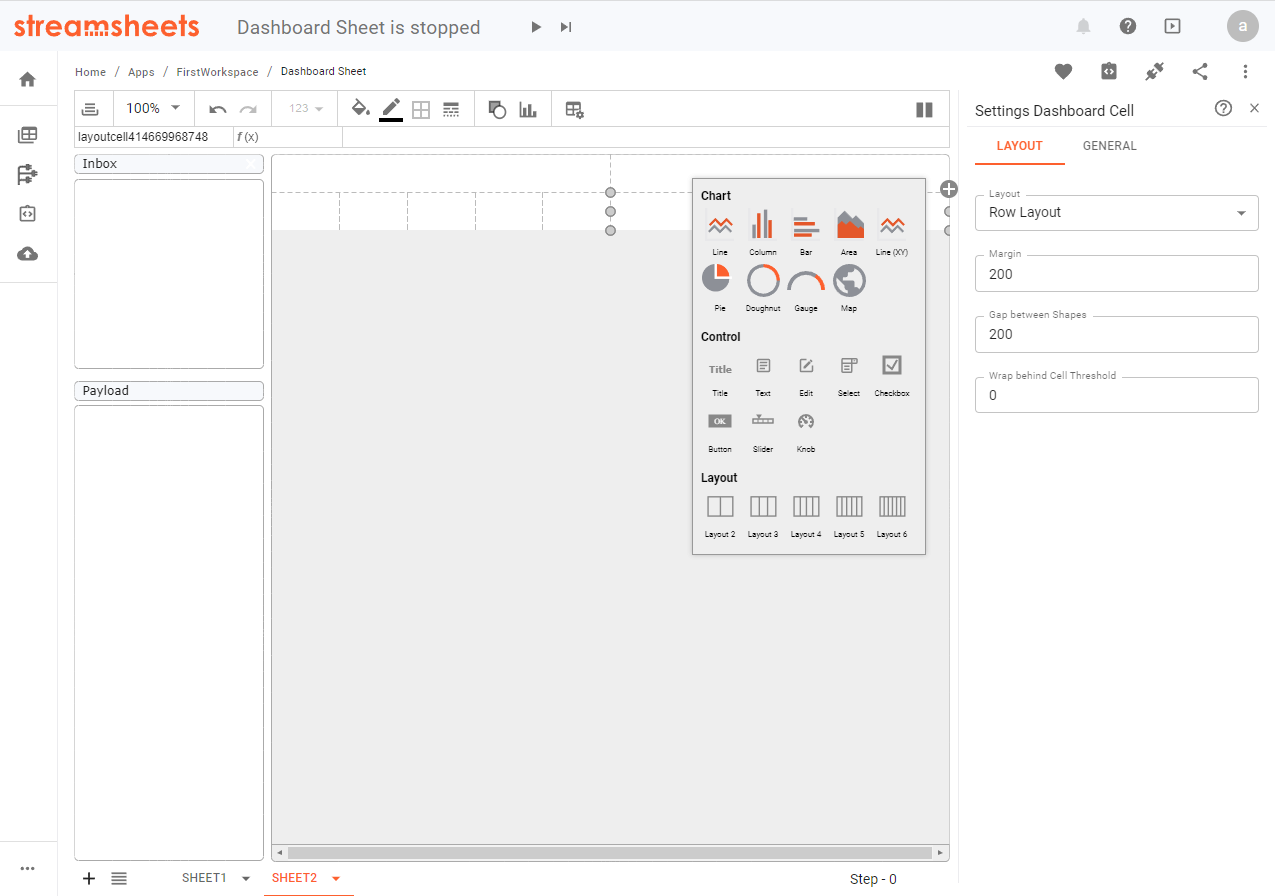 streamsheets
Dashboard Sheet is stopped
a
Home / Apps / FirstWorkspace / Dashboard Sheet
100%
123
layoutcell414669968748
f (x)
Inbox
Payload
Chart
Line Column Bar Area Line (XY)
Pie Doughnut Gauge Map
Control
Title
Title Text Edit Select Checkbox
OK
Button Slider Knob
Layout
Layout 2 Layout 3 Layout 4 Layout 5 Layout 6
Settings Dashboard Cell
LAYOUT GENERAL
Layout
Row Layout
Margin
200
Gap between Shapes
200
Wrap behind Cell Threshold
0
SHEET1 SHEET2
Step - 0